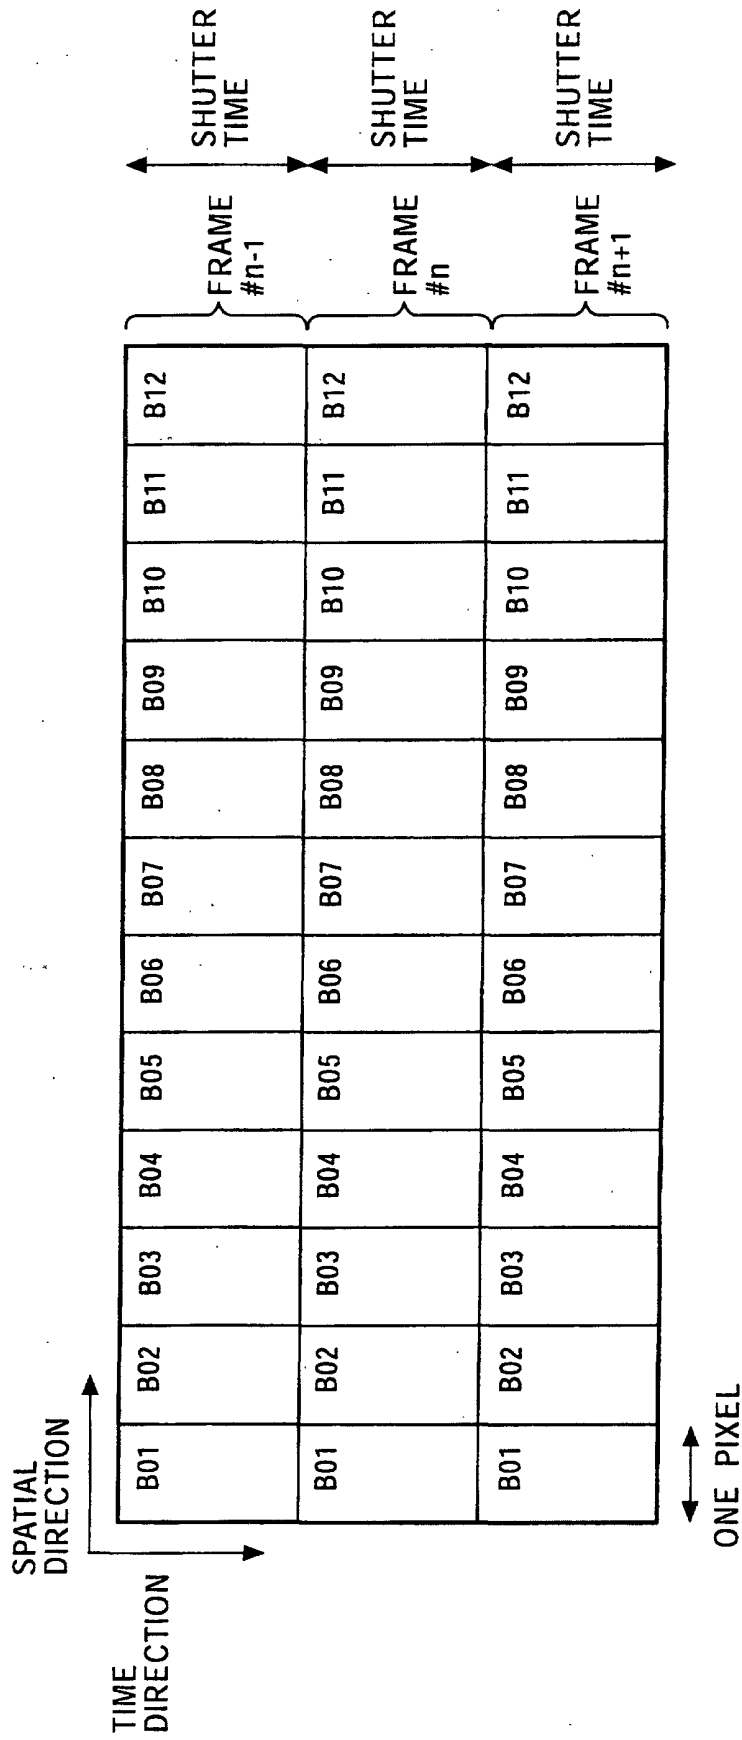 SPATIAL
DIRECTION
TIME
DIRECTION
B01 B02 B03 B04 B05 B06 B07 B08 B09 B10 B11 B12
FRAME
#n-1
SHUTTER
TIME
B01 B02 B03 B04 B05 B06 B07 B08 B09 B10 B11 B12
FRAME
#n
SHUTTER
TIME
B01 B02 B03 B04 B05 B06 B07 B08 B09 B10 B11 B12
FRAME
#n+1
SHUTTER
TIME
ONE PIXEL